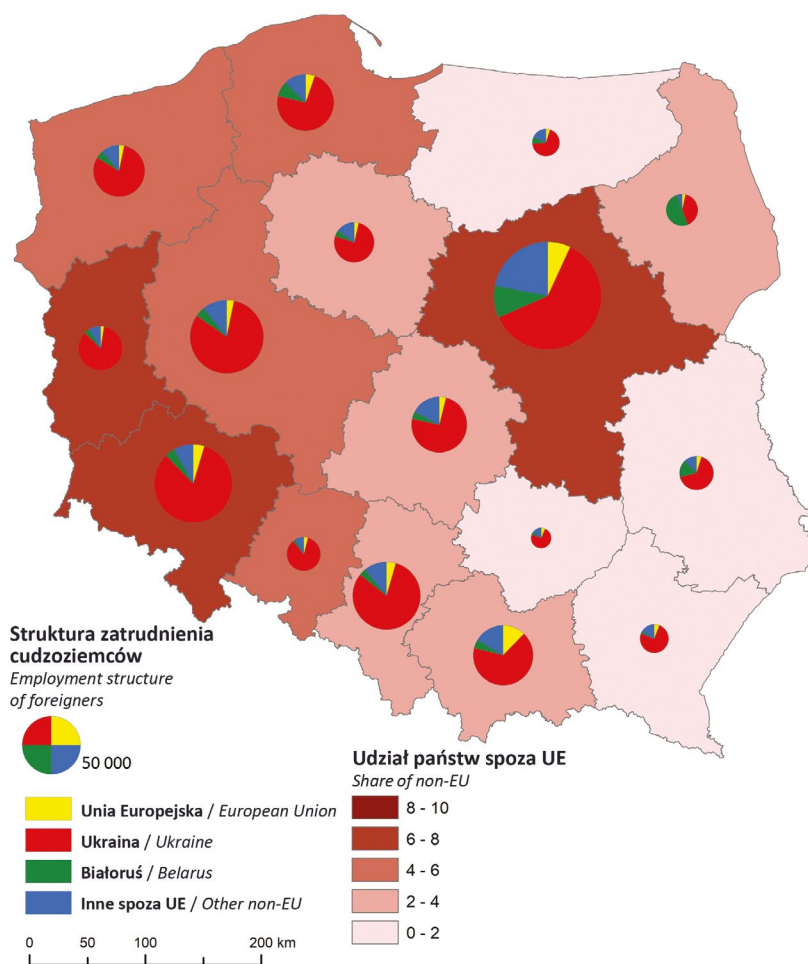 Struktura zatrudnienia
cudzoziemców
Employment structure
of foreigners
50 000
Unia Europejska / European Union
Ukraina / Ukraine
Białoruś / Belarus
Inne spoza UE / Other non-EU
0 50 100 200 km
Udział państw spoza UE
Share of non-EU
8 - 10
6 - 8
4 - 6
2 - 4
0 - 2